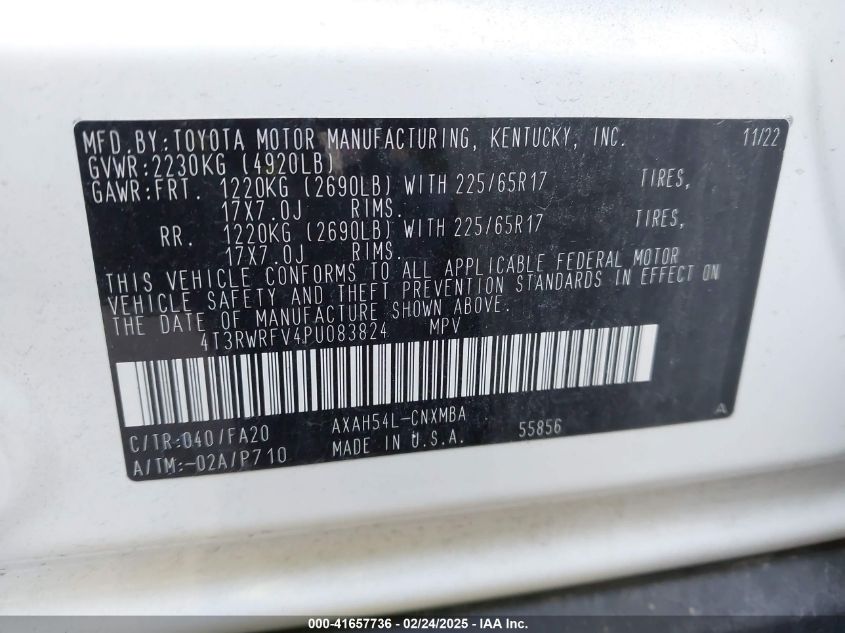 MFD.BY:TOYOTA MOTOR MANUFACTURING, KENTUCKY, INC. 11/22
GVWR:2230KG (4920LB)
GAWR:FRT. 1220KG (2690LB) WITH 225/65R17 TIRES,
17X7.0J RIMS.
RR. 1220KG (2690LB) WITH 225/65R17 TIRES,
17X7.0J RIMS.
THIS VEHICLE CONFORMS TO ALL APPLICABLE FEDERAL MOTOR
VEHICLE SAFETY AND THEFT PREVENTION STANDARDS IN EFFECT ON
THE DATE OF MANUFACTURE SHOWN ABOVE.
4T3RWRFV4PU083824 MPV
C/TR:040/FA20 AXAH54L-CNXMBA A
A/TM:-02A/P710 MADE IN U.S.A. 55856
000-41657736 - 02/24/2025 - IAA Inc.